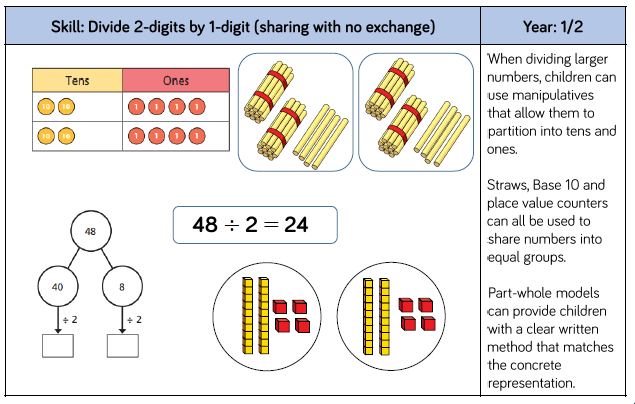 Skill: Divide 2-digits by 1-digit (sharing with no exchange)
Year: 1/2
Tens
Ones
10 10
1 1 1 1
10 10
1 1 1 1
48 ÷ 2 = 24
48
40
8
÷ 2
÷ 2
When dividing larger
numbers, children can
use manipulatives
that allow them to
partition into tens and
ones.
Straws, Base 10 and
place value counters
can all be used to
share numbers into
equal groups.
Part-whole models
can provide children
with a clear written
method that matches
the concrete
representation.